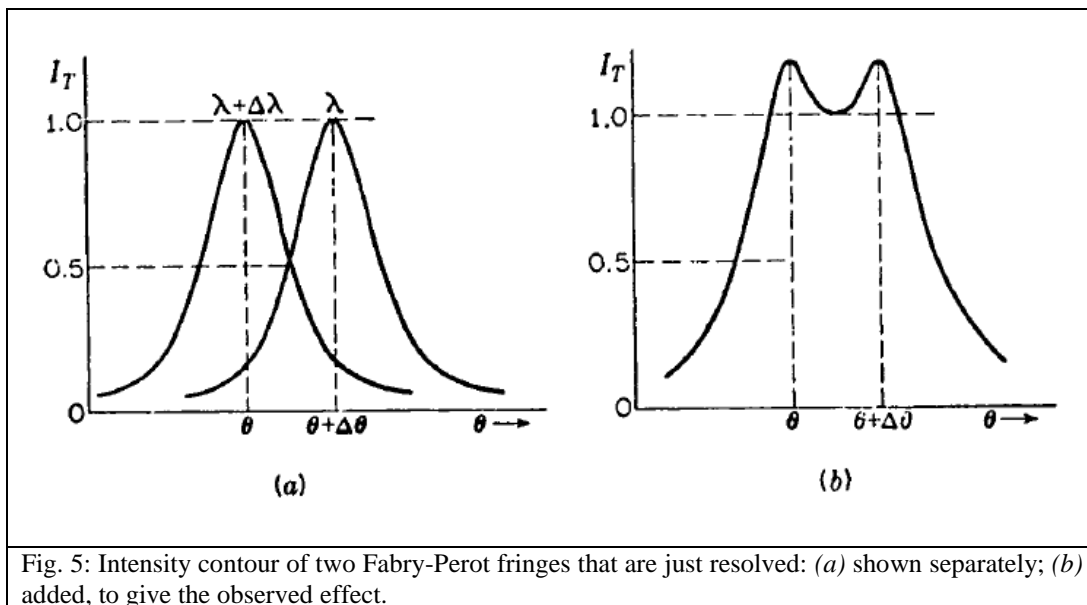 I_T
λ+Δλ λ
1.0
0.5
0
θ θ+Δθ θ→
(a)
I_T
1.0
0.5
0
θ θ+Δθ θ→
(b)
Fig. 5: Intensity contour of two Fabry-Perot fringes that are just resolved: (a) shown separately; (b)
added, to give the observed effect.